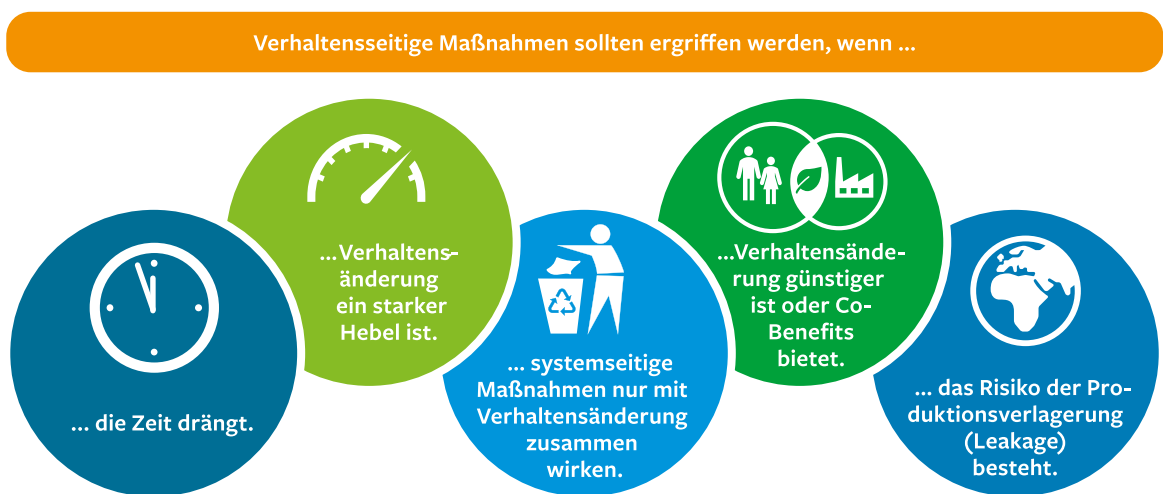 Verhaltensseitige Maßnahmen sollten ergriffen werden, wenn ...
... die Zeit drängt.
...Verhaltens-
änderung
ein starker
Hebel ist.
... systemseitige
Maßnahmen nur mit
Verhaltensänderung
zusammen
wirken.
...Verhaltensände-
rung günstiger
ist oder Co-
Benefits
bietet.
... das Risiko der Pro-
duktionsverlagerung
(Leakage)
besteht.